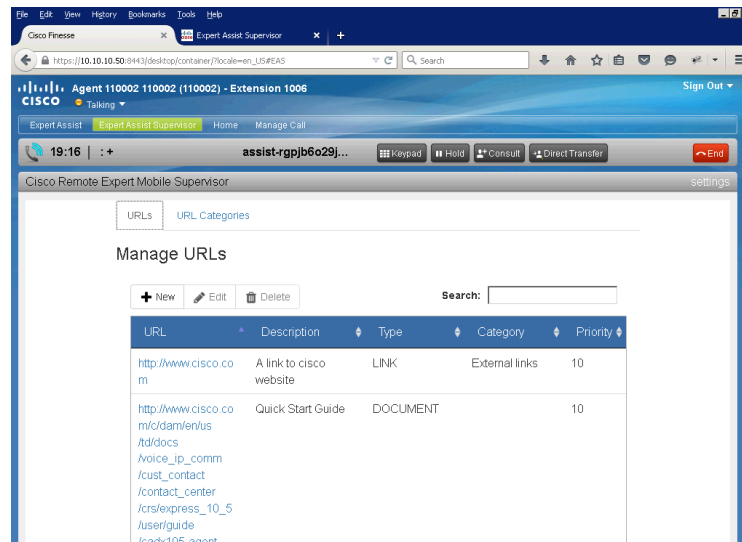 File Edit View History Bookmarks Tools Help
Cisco Finesse × Expert Assist Supervisor × +
https://10.10.10.50:8443/desktop/container/?locale=en_US#EAS Search
CISCO Agent 110002 110002 (110002) - Extension 1006 Sign Out
Talking
Expert Assist Expert Assist Supervisor Home Manage Call
19:16 | :+ assist-rgpjb6o29j... Keypad Hold Consult Direct Transfer End
Cisco Remote Expert Mobile Supervisor settings
URLs URL Categories
Manage URLs
New Edit Delete Search:
URL Description Type Category Priority
http://www.cisco.co A link to cisco LINK External links 10
m website
http://www.cisco.co Quick Start Guide DOCUMENT 10
m/c/dam/en/us
/td/docs
/voice_ip_comm
/cust_contact
/contact_center
/crs/express_10_5
/user/guide
/cadx105_agent